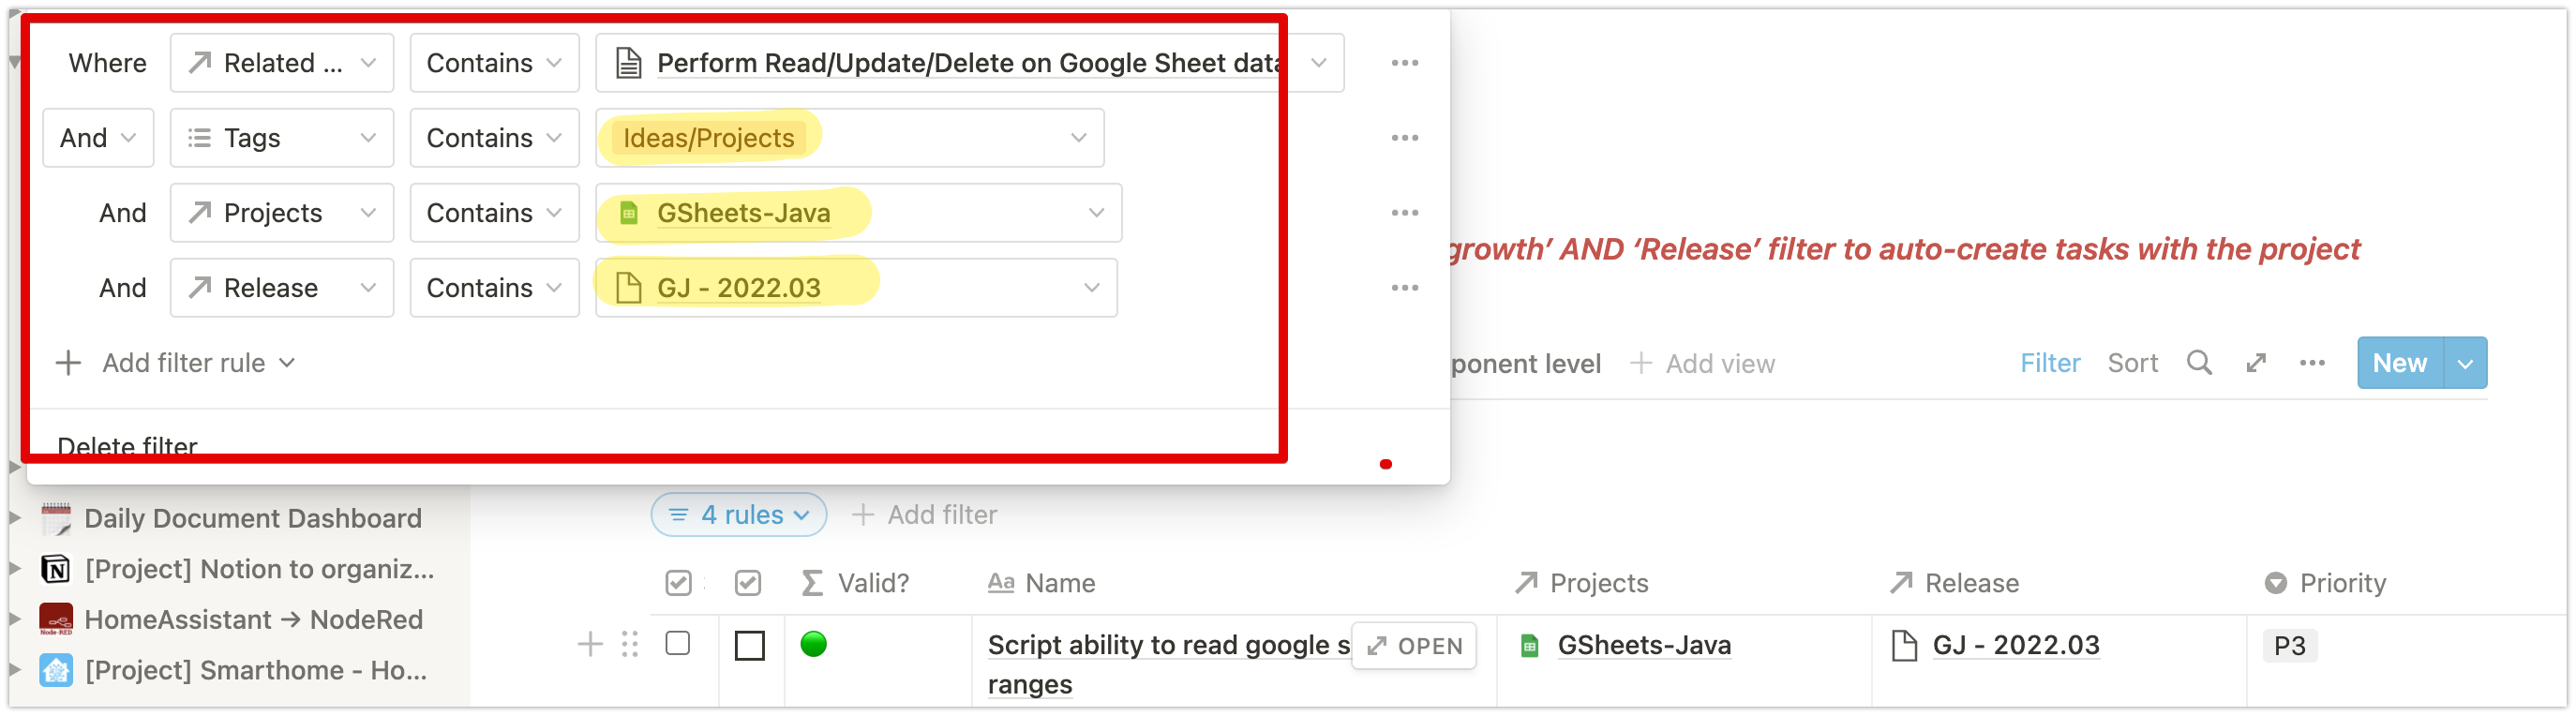 Where Related ... Contains Perform Read/Update/Delete on Google Sheet data
And Tags Contains Ideas/Projects
And Projects Contains GSheets-Java
And Release Contains GJ - 2022.03
Add filter rule
Delete filter
growth’ AND ‘Release’ filter to auto-create tasks with the project
ponent level Add view Filter Sort New
Daily Document Dashboard
[Project] Notion to organiz...
HomeAssistant → NodeRed
[Project] Smarthome - Ho...
4 rules Add filter
Σ Valid? Aa Name Projects Release Priority
Script ability to read google s OPEN GSheets-Java GJ - 2022.03 P3
ranges